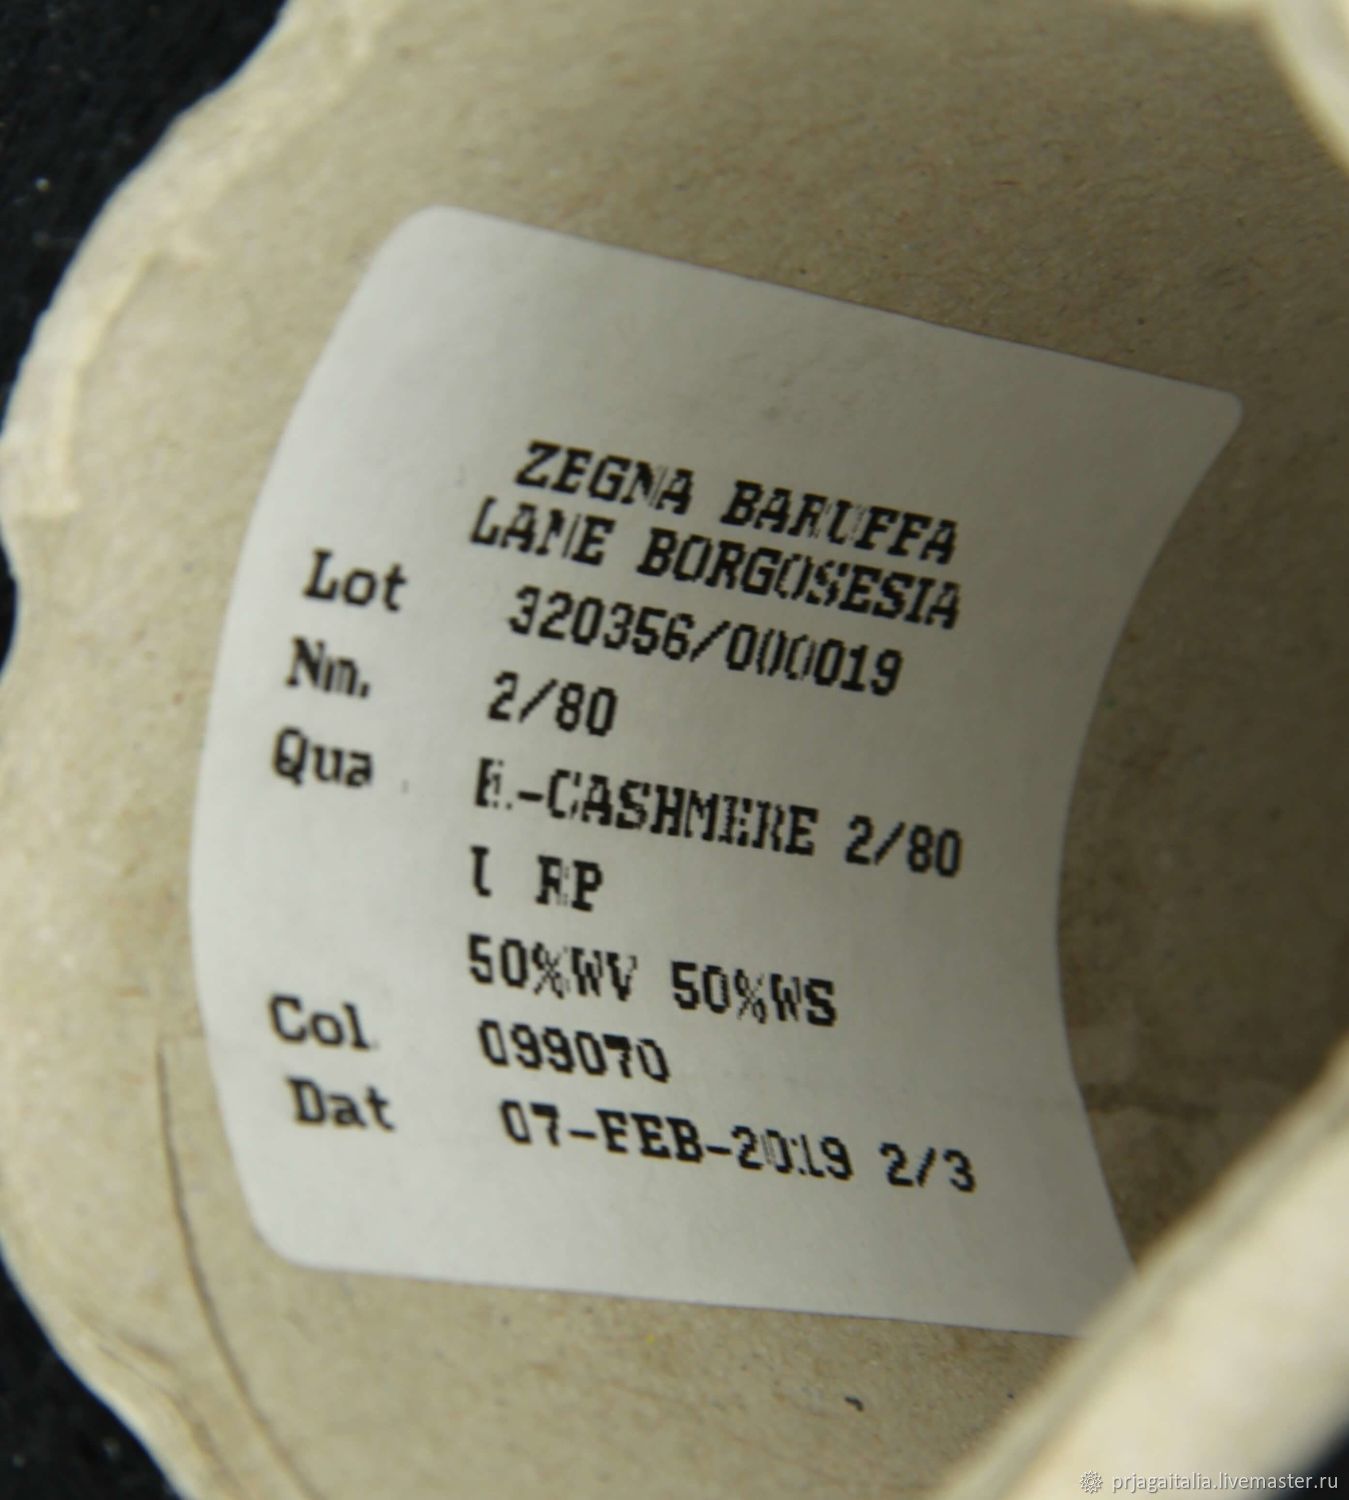 ZEGNA BARUFFA
LANE BORGOSESIA
Lot 320356/000019
Nm. 2/80
Qua -CASHMERE 2/80
RP
50%WV 50%WS
Col 099070
Dat 07-FEB-2019 2/3
prjagaitalia.livemaster.ru